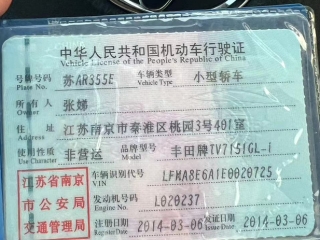 中华人民共和国机动车行驶证
Vehicle License of the People's Republic of China
号牌号码 苏AR355E 车辆类型 小型轿车
Plate No. Vehicle Type
所有人 张娣
Owner
住址 江苏南京市秦淮区桃园3号401室
Address
使用性质 非营运 品牌型号 丰田牌TV7151GL-i
Use Character Model
江苏省南京市公安局交通管理局
车辆识别代号 LFMA8E6A1E0020725
VIN
发动机号码 L020237
Engine No.
注册日期 2014-03-06 发证日期 2014-03-06
Register Date Issue Date